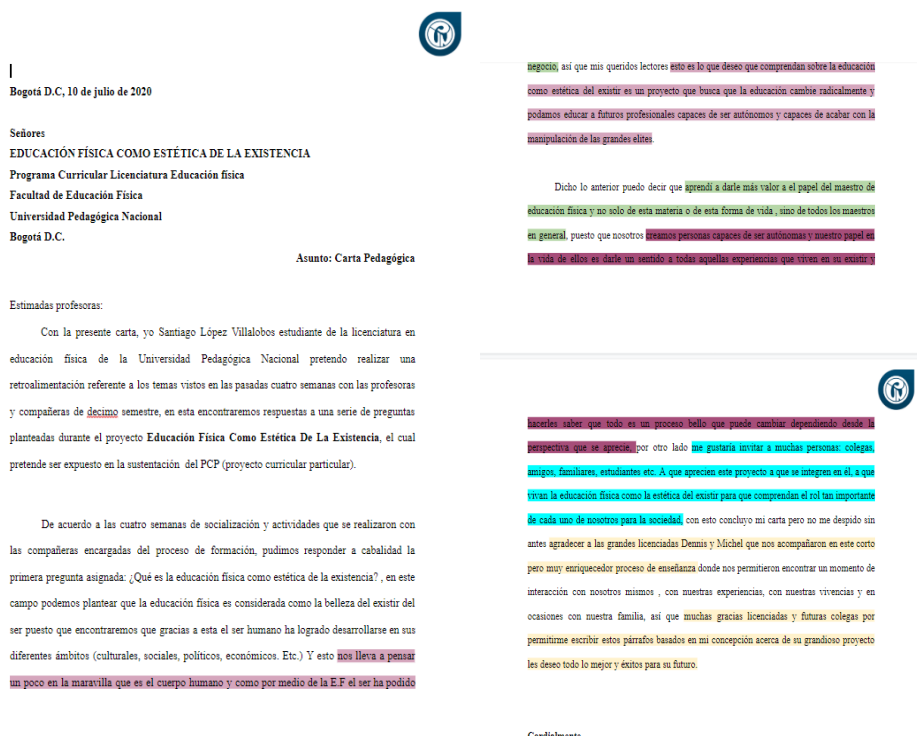 Bogotá D.C, 10 de julio de 2020
Señores
EDUCACIÓN FÍSICA COMO ESTÉTICA DE LA EXISTENCIA
Programa Curricular Licenciatura Educación física
Facultad de Educación Física
Universidad Pedagógica Nacional
Bogotá D.C.
Asunto: Carta Pedagógica
Estimadas profesoras:
Con la presente carta, yo Santiago López Villalobos estudiante de la licenciatura en
educación física de la Universidad Pedagógica Nacional pretendo realizar una
retroalimentación referente a los temas vistos en las pasadas cuatro semanas con las profesoras
y compañeras de decimo semestre, en esta encontraremos respuestas a una serie de preguntas
planteadas durante el proyecto Educación Física Como Estética De La Existencia, el cual
pretende ser expuesto en la sustentación del PCP (proyecto curricular particular).
De acuerdo a las cuatro semanas de socialización y actividades que se realizaron con
las compañeras encargadas del proceso de formación, pudimos responder a cabalidad la
primera pregunta asignada: ¿Qué es la educación física como estética de la existencia? , en este
campo podemos plantear que la educación física es considerada como la belleza del existir del
ser puesto que encontraremos que gracias a esta el ser humano ha logrado desarrollarse en sus
diferentes ámbitos (culturales, sociales, políticos, económicos. Etc.) Y esto nos lleva a pensar
un poco en la maravilla que es el cuerpo humano y como por medio de la E.F el ser ha podido
negocio, así que mis queridos lectores esto es lo que deseo que comprendan sobre la educación
como estética del existir es un proyecto que busca que la educación cambie radicalmente y
podamos educar a futuros profesionales capaces de ser autónomos y capaces de acabar con la
manipulación de las grandes elites.
Dicho lo anterior puedo decir que aprendí a darle más valor a el papel del maestro de
educación física y no solo de esta materia o de esta forma de vida , sino de todos los maestros
en general, puesto que nosotros creamos personas capaces de ser autónomas y nuestro papel en
la vida de ellos es darle un sentido a todas aquellas experiencias que viven en su existir y
hacerles saber que todo es un proceso bello que puede cambiar dependiendo desde la
perspectiva que se aprecie, por otro lado me gustaría invitar a muchas personas: colegas,
amigos, familiares, estudiantes etc. A que aprecien este proyecto a que se integren en él, a que
vivan la educación física como la estética del existir para que comprendan el rol tan importante
de cada uno de nosotros para la sociedad, con esto concluyo mi carta pero no me despido sin
antes agradecer a las grandes licenciadas Dennis y Michel que nos acompañaron en este corto
pero muy enriquecedor proceso de enseñanza donde nos permitieron encontrar un momento de
interacción con nosotros mismos , con nuestras experiencias, con nuestras vivencias y en
ocasiones con nuestra familia, así que muchas gracias licenciadas y futuras colegas por
permitirme escribir estos párrafos basados en mi concepción acerca de su grandioso proyecto
les deseo todo lo mejor y éxitos para su futuro.
Cordialmente